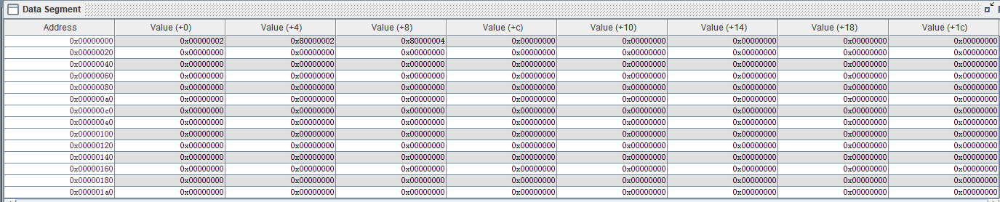 Data Segment
Address Value (+0) Value (+4) Value (+8) Value (+c) Value (+10) Value (+14) Value (+18) Value (+1c)
0x00000000 0x00000002 0x80000002 0x80000004 0x00000000 0x00000000 0x00000000 0x00000000 0x00000000
0x00000020 0x00000000 0x00000000 0x00000000 0x00000000 0x00000000 0x00000000 0x00000000 0x00000000
0x00000040 0x00000000 0x00000000 0x00000000 0x00000000 0x00000000 0x00000000 0x00000000 0x00000000
0x00000060 0x00000000 0x00000000 0x00000000 0x00000000 0x00000000 0x00000000 0x00000000 0x00000000
0x00000080 0x00000000 0x00000000 0x00000000 0x00000000 0x00000000 0x00000000 0x00000000 0x00000000
0x000000a0 0x00000000 0x00000000 0x00000000 0x00000000 0x00000000 0x00000000 0x00000000 0x00000000
0x000000c0 0x00000000 0x00000000 0x00000000 0x00000000 0x00000000 0x00000000 0x00000000 0x00000000
0x000000e0 0x00000000 0x00000000 0x00000000 0x00000000 0x00000000 0x00000000 0x00000000 0x00000000
0x00000100 0x00000000 0x00000000 0x00000000 0x00000000 0x00000000 0x00000000 0x00000000 0x00000000
0x00000120 0x00000000 0x00000000 0x00000000 0x00000000 0x00000000 0x00000000 0x00000000 0x00000000
0x00000140 0x00000000 0x00000000 0x00000000 0x00000000 0x00000000 0x00000000 0x00000000 0x00000000
0x00000160 0x00000000 0x00000000 0x00000000 0x00000000 0x00000000 0x00000000 0x00000000 0x00000000
0x00000180 0x00000000 0x00000000 0x00000000 0x00000000 0x00000000 0x00000000 0x00000000 0x00000000
0x000001a0 0x00000000 0x00000000 0x00000000 0x00000000 0x00000000 0x00000000 0x00000000 0x00000000